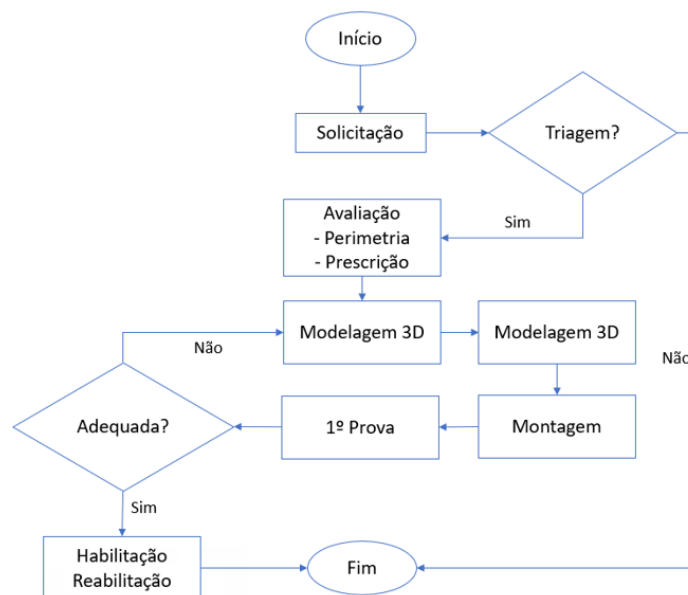 Início
Solicitação
Triagem?
Sim
Avaliação
- Perimetria
- Prescrição
Modelagem 3D
Modelagem 3D
Não
Não
Adequada?
1º Prova
Montagem
Sim
Habilitação
Reabilitação
Fim